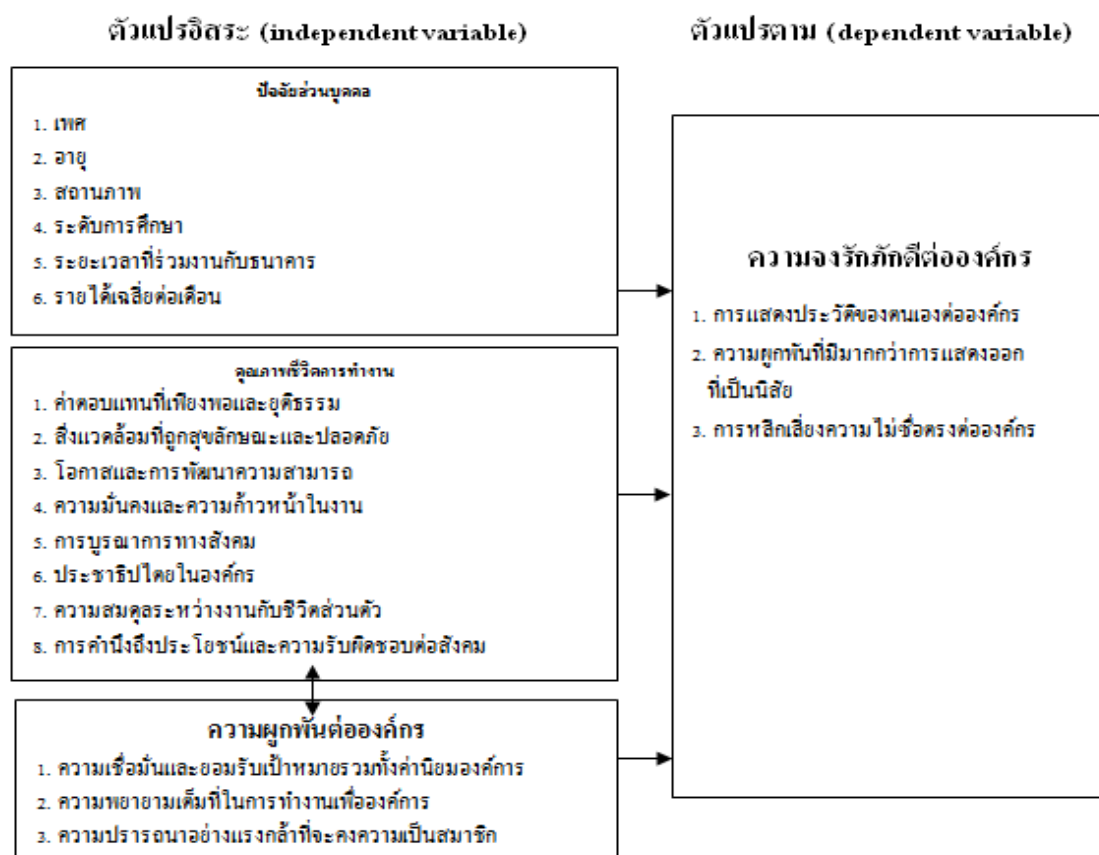 ตัวแปรอิสระ (independent variable)
ตัวแปรตาม (dependent variable)
ปัจจัยส่วนบุคคล
1. เพศ
2. อายุ
3. สถานภาพ
4. ระดับการศึกษา
5. ระยะเวลาที่ร่วมงานกับธนาคาร
6. รายได้เฉลี่ยต่อเดือน
คุณภาพชีวิตการทำงาน
1. ค่าตอบแทนที่เพียงพอและยุติธรรม
2. สิ่งแวดล้อมที่ถูกสุขลักษณะและปลอดภัย
3. โอกาสและการพัฒนาความสามารถ
4. ความมั่นคงและความก้าวหน้าในงาน
5. การบูรณาการทางสังคม
6. ประชาธิปไตยในองค์กร
7. ความสมดุลระหว่างงานกับชีวิตส่วนตัว
8. การคำนึงถึงประโยชน์และความรับผิดชอบต่อสังคม
ความผูกพันต่อองค์กร
1. ความเชื่อมั่นและยอมรับเป้าหมายรวมทั้งค่านิยมองค์การ
2. ความพยายามเต็มที่ในการทำงานเพื่อองค์การ
3. ความปรารถนาอย่างแรงกล้าที่จะคงความเป็นสมาชิก
ความจงรักภักดีต่อองค์กร
1. การแสดงประวัติของตนเองต่อองค์กร
2. ความผูกพันที่มีมากกว่าการแสดงออก
ที่เป็นนิสัย
3. การหลีกเลี่ยงความไม่ซื่อตรงต่อองค์กร